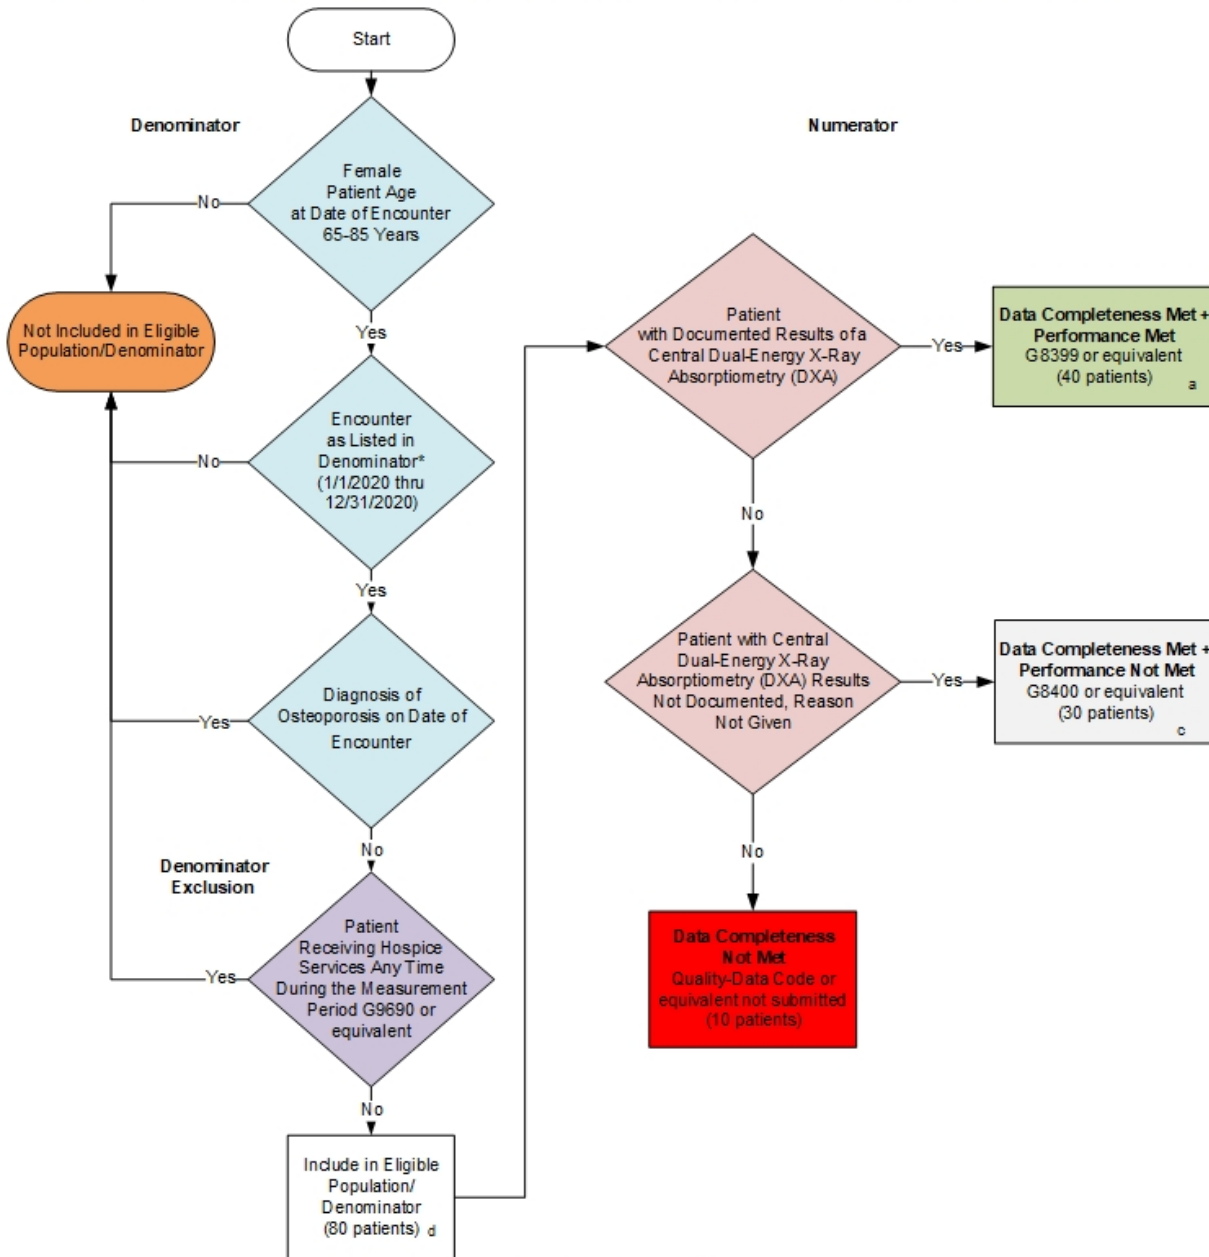 Start
Denominator
Numerator
Female
Patient Age
at Date of Encounter
65-85 Years
No
Yes
Not Included in Eligible
Population/Denominator
Encounter
as Listed in
Denominator*
(1/1/2020 thru
12/31/2020)
No
Yes
Diagnosis of
Osteoporosis on Date of
Encounter
Yes
No
Denominator
Exclusion
Patient
Receiving Hospice
Services Any Time
During the Measurement
Period G9690 or
equivalent
Yes
No
Include in Eligible
Population/
Denominator
(80 patients) d
Patient
with Documented Results of a
Central Dual-Energy X-Ray
Absorptiometry (DXA)
Yes
Data Completeness Met +
Performance Met
G8399 or equivalent
(40 patients)
a
No
Patient with Central
Dual-Energy X-Ray
Absorptiometry (DXA) Results
Not Documented, Reason
Not Given
Yes
Data Completeness Met +
Performance Not Met
G8400 or equivalent
(30 patients)
c
No
Data Completeness
Not Met
Quality-Data Code or
equivalent not submitted
(10 patients)